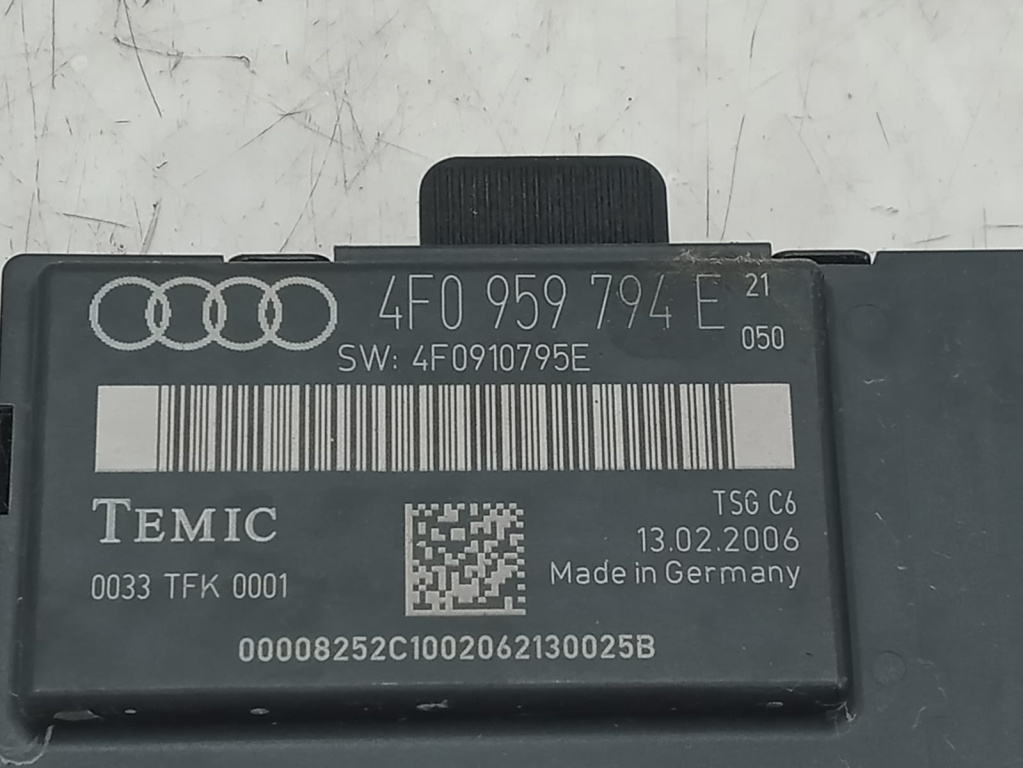 4F0 959 794 E 21
050
SW: 4F0910795E
TEMIC
TSG C6
13.02.2006
0033 TFK 0001
Made in Germany
00008252C1002062130025B